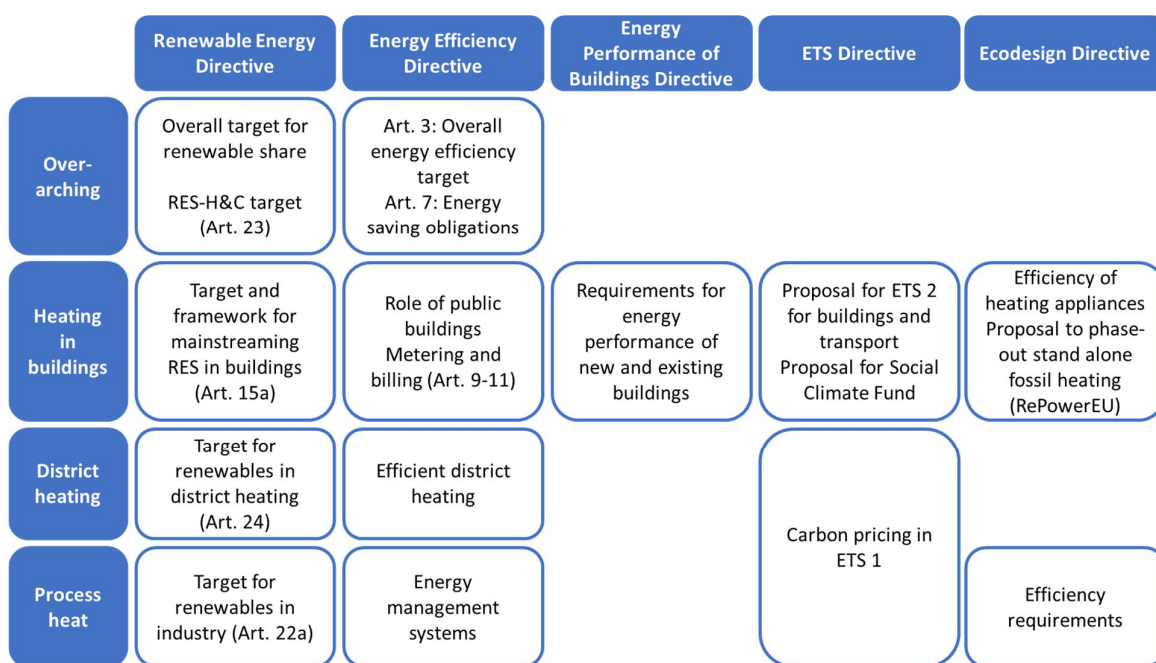 Renewable Energy
Directive
Energy Efficiency
Directive
Energy
Performance of
Buildings Directive
ETS Directive
Ecodesign Directive
Over-
arching
Overall target for
renewable share
RES-H&C target
(Art. 23)
Art. 3: Overall
energy efficiency
target
Art. 7: Energy
saving obligations
Heating
in
buildings
Target and
framework for
mainstreaming
RES in buildings
(Art. 15a)
Role of public
buildings
Metering and
billing (Art. 9-11)
Requirements for
energy
performance of
new and existing
buildings
Proposal for ETS 2
for buildings and
transport
Proposal for Social
Climate Fund
Efficiency of
heating appliances
Proposal to phase-
out stand alone
fossil heating
(RePowerEU)
District
heating
Target for
renewables in
district heating
(Art. 24)
Efficient district
heating
Carbon pricing in
ETS 1
Process
heat
Target for
renewables in
industry (Art. 22a)
Energy
management
systems
Efficiency
requirements